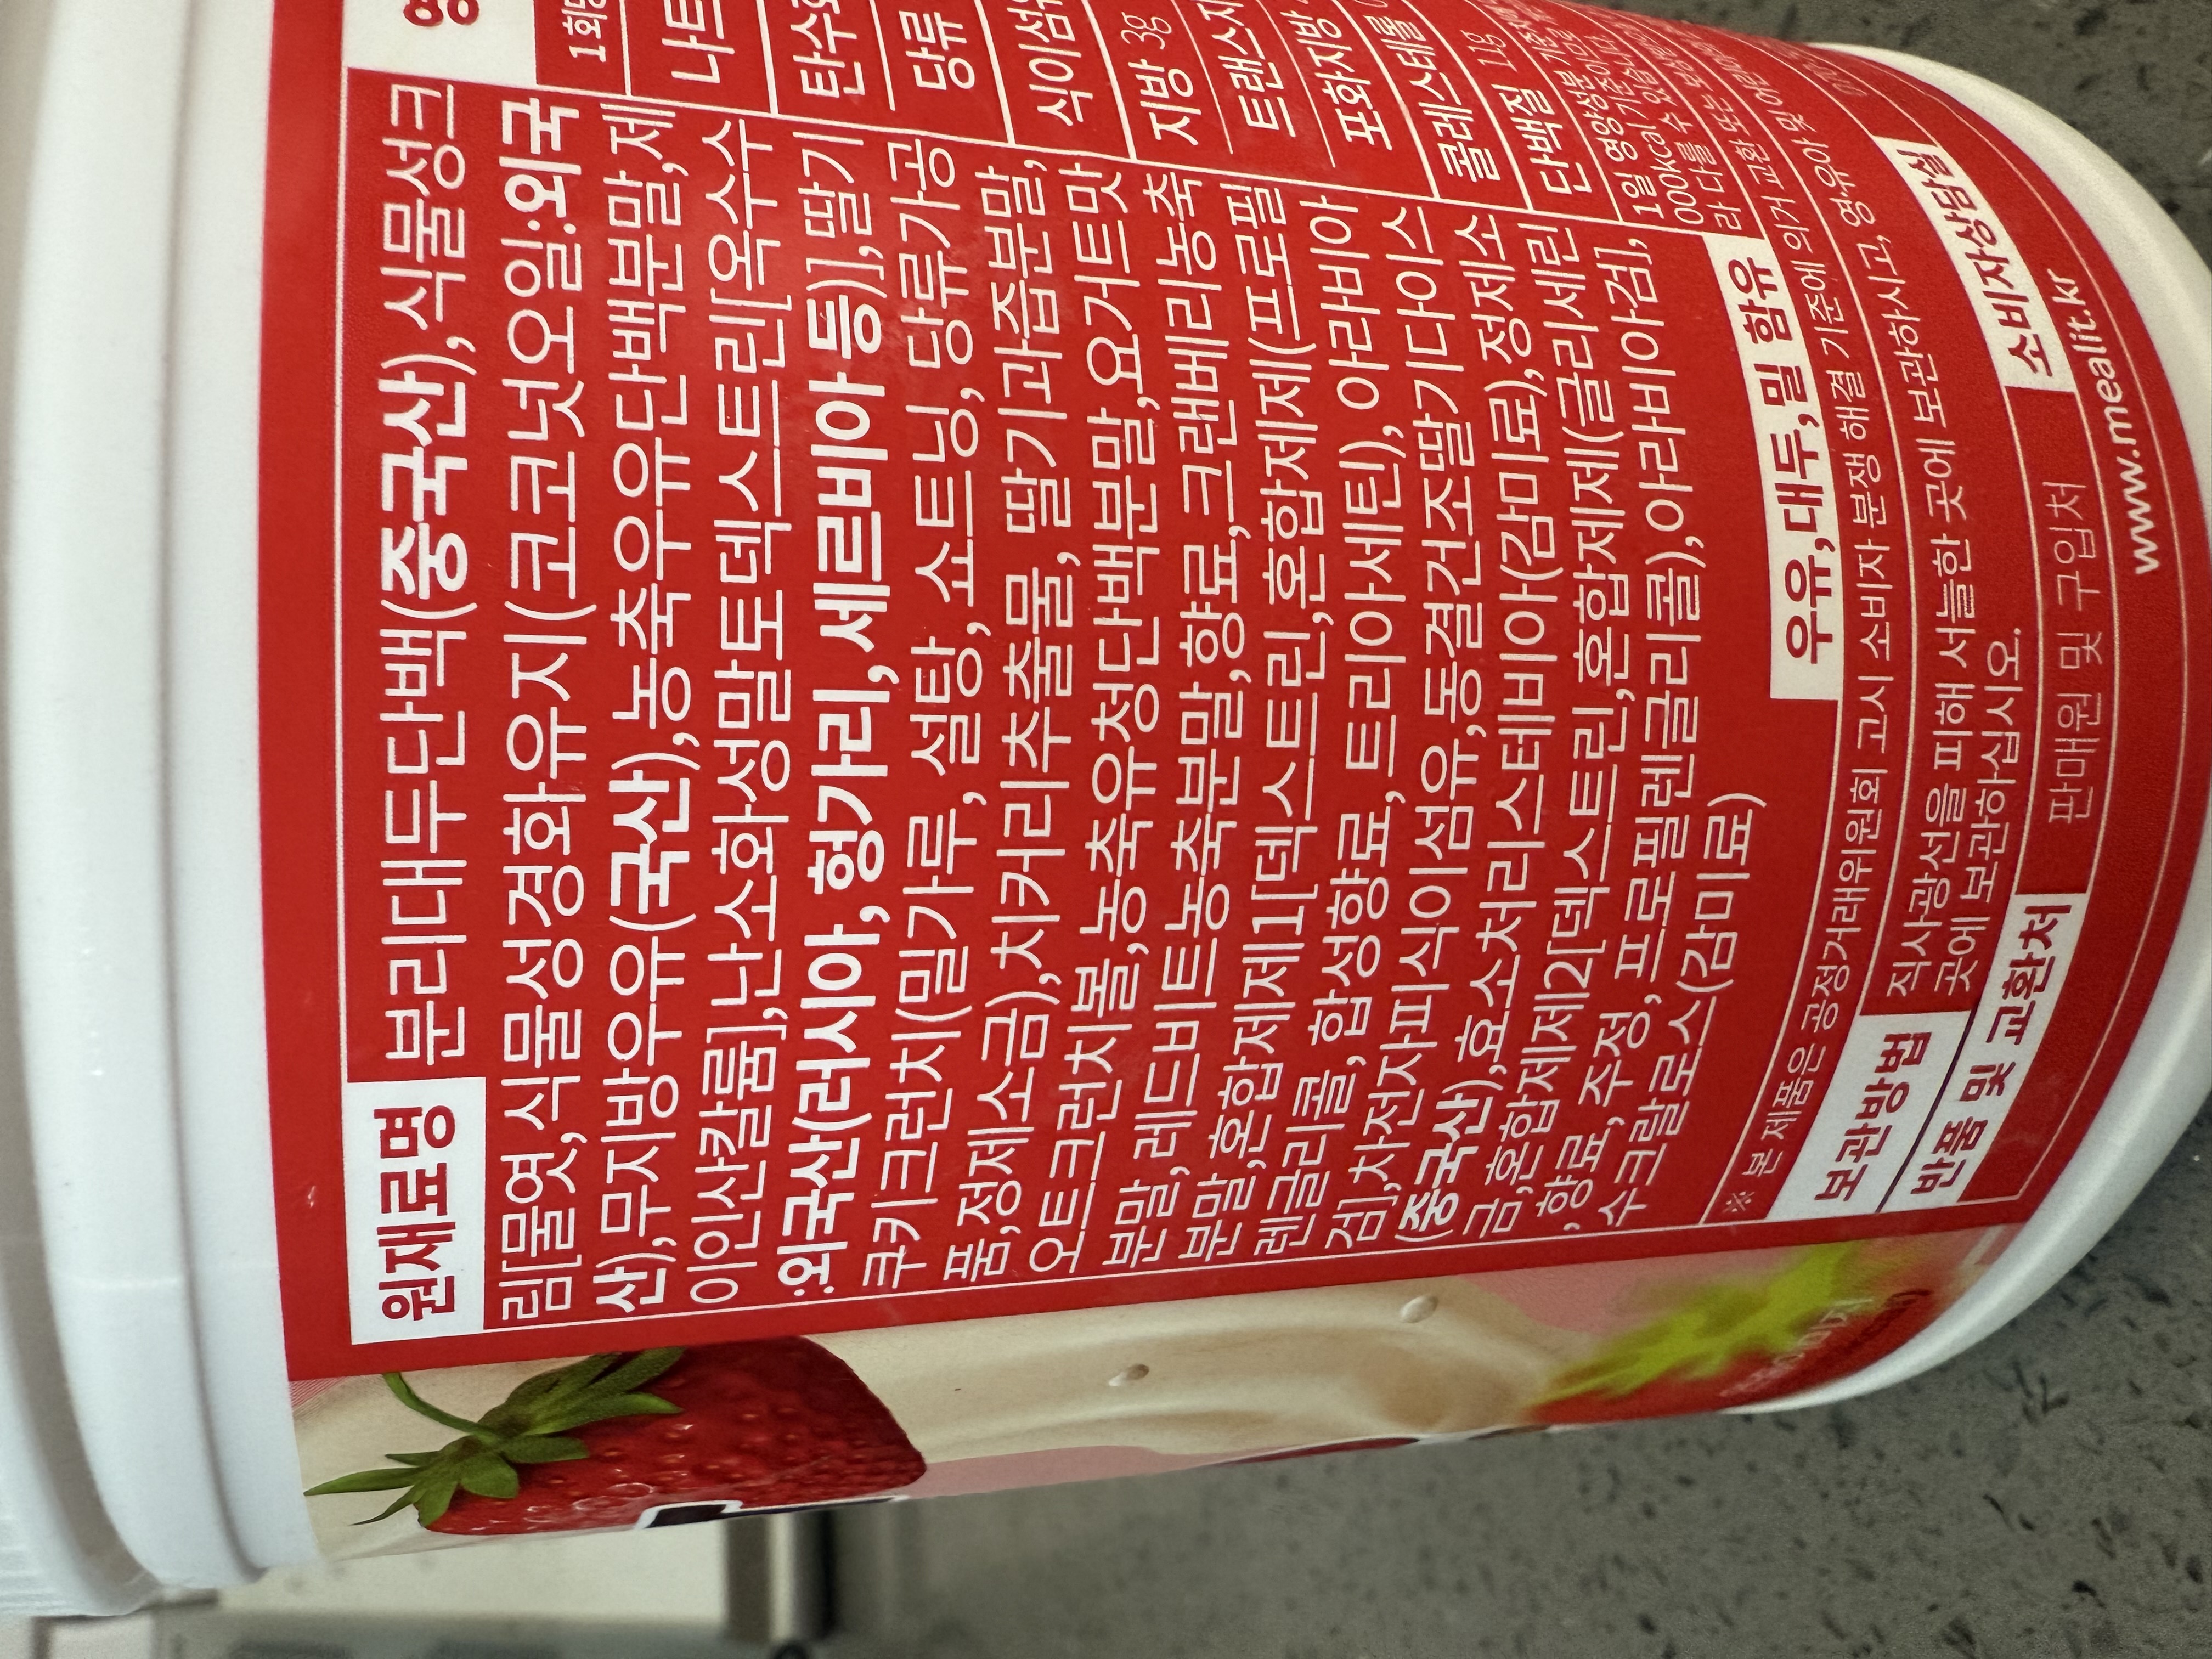 원재료명
분리대두단백(중국산),식물성크
림[물엿,식물성경화유지(코코넛오일:외국
산),무지방우유(국산),농축우유단백분말,제
이인산칼륨],난소화성말토덱스트린[옥수수
:외국산(러시아,헝가리,세르비아 등)],딸기
쿠키크런치(밀가루, 설탕, 쇼트닝, 당류가공
품,정제소금),치커리추출물, 딸기과즙분말,
오트크런치볼,농축유청단백분말,요거트맛
분말,레드비트농축분말,향료,크랜베리농축
분말,혼합제제1[덱스트린,혼합제제(프로필
렌글리콜, 합성향료, 트리아세틴), 아라비아
검],차전자피식이섬유,동결건조딸기다이스
(중국산),효소처리스테비아(감미료),정제소
금,혼합제제2[덱스트린,혼합제제(글리세린
,향료, 주정, 프로필렌글리콜),아라비아검],
수크랄로스(감미료)
우유,대두,밀 함유
※ 본 제품은 공정거래위원회 고시 소비자 분쟁 해결 기준에 의거 교환 또는
보관방법
직사광선을 피해 서늘한 곳에 보관하시고, 영·유아 및
곳에 보관하십시오.
반품 및 교환처
판매원 및 구입처
소비자상담실
www.mealit.kr
1회
나트
탄수화
당류
식이섬유
지방 3g
트랜스지
포화지방
콜레스테롤
단백질 11g
1일 영양성분
000kcal
라 다를 수 있습니다